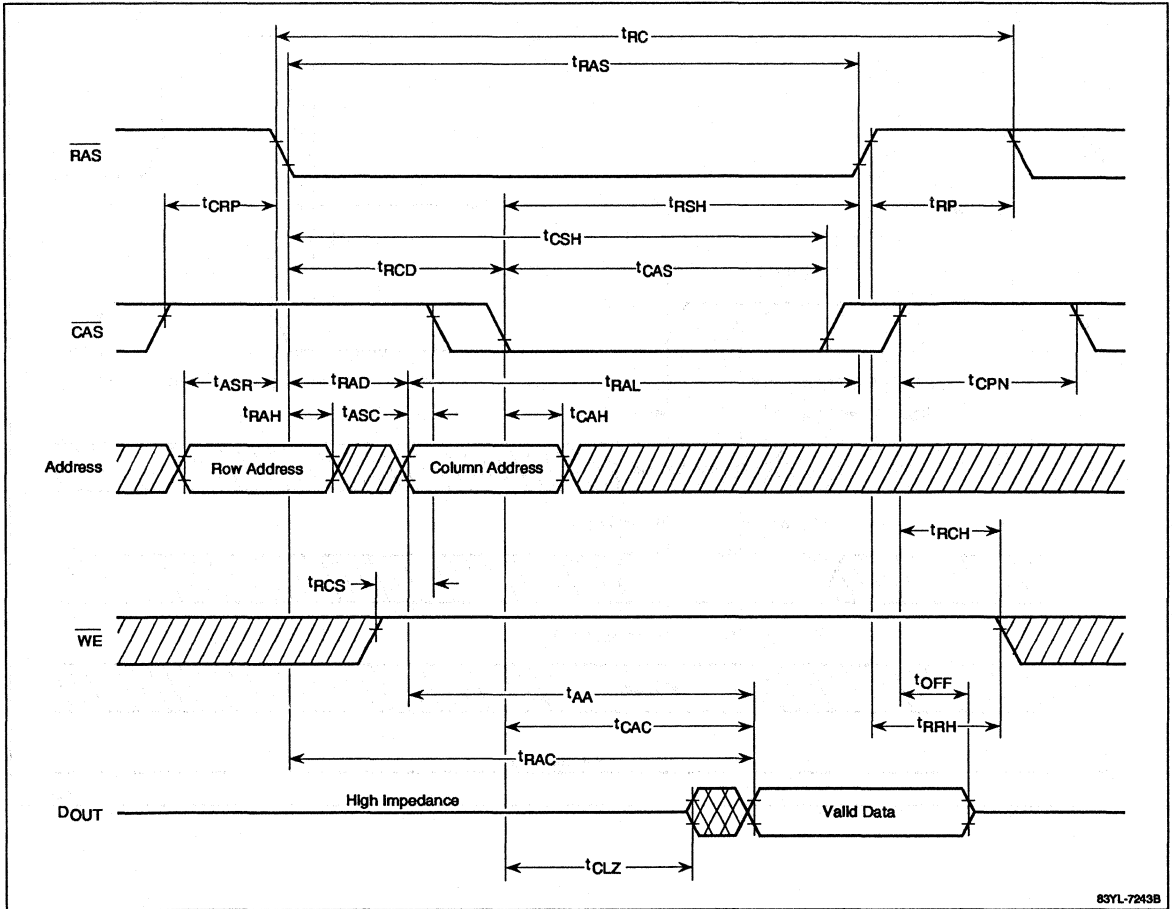 tRC
tRAS
RAS
tCRP
tRSH
tRP
tCSH
tRCD
tCAS
CAS
tASR
tRAD
tRAL
tCPN
tRAH
tASC
tCAH
Address
Row Address
Column Address
tRCH
tRCS
WE
tOFF
tAA
tCAC
tRRH
tRAC
High Impedance
DOUT
Valid Data
tCLZ
83YL-7243B